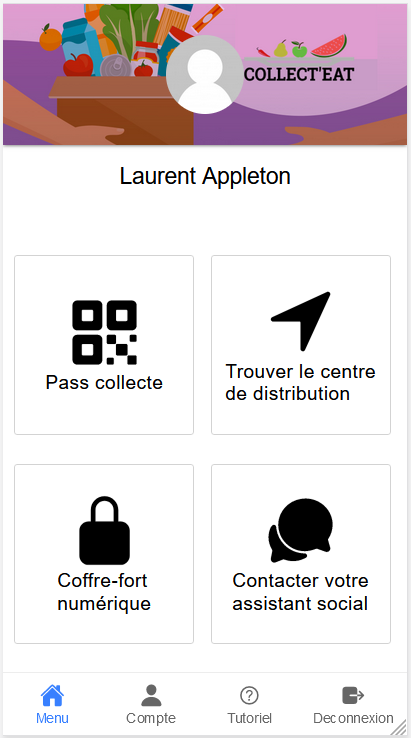 COLLECT'EAT
Laurent Appleton
Pass collecte
Trouver le centre
de distribution
Coffre-fort
numérique
Contacter votre
assistant social
Menu
Compte
Tutoriel
Deconnexion